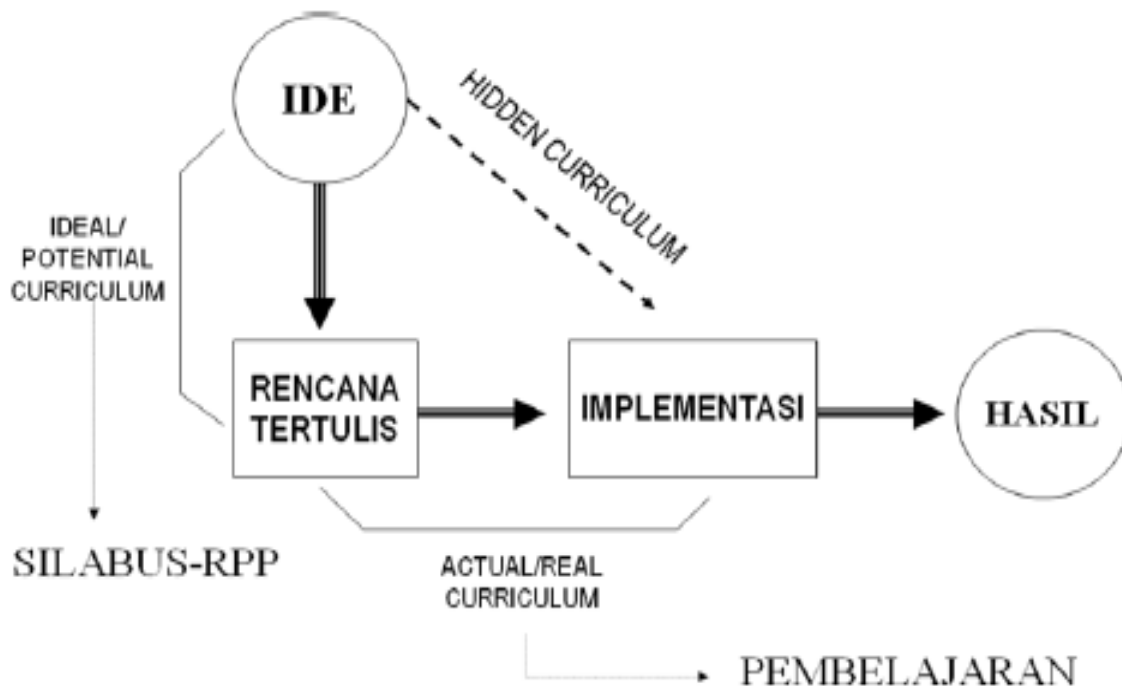 IDE
HIDDEN CURRICULUM
IDEAL/
POTENTIAL
CURRICULUM
RENCANA
TERTULIS
IMPLEMENTASI
HASIL
SILABUS-RPP
ACTUAL/REAL
CURRICULUM
PEMBELAJARAN